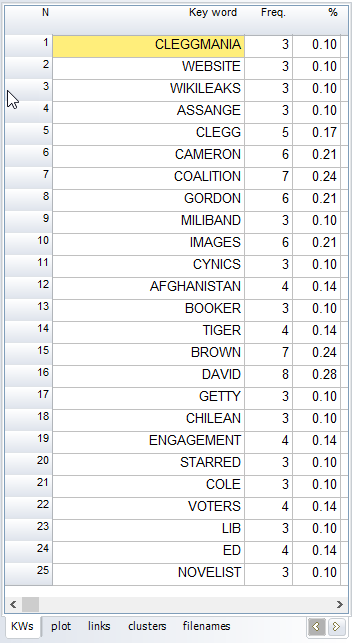 N Key word Freq. %
1 CLEGGMANIA 3 0.10
2 WEBSITE 3 0.10
3 WIKILEAKS 3 0.10
4 ASSANGE 3 0.10
5 CLEGG 5 0.17
6 CAMERON 6 0.21
7 COALITION 7 0.24
8 GORDON 6 0.21
9 MILIBAND 3 0.10
10 IMAGES 6 0.21
11 CYNICS 3 0.10
12 AFGHANISTAN 4 0.14
13 BOOKER 3 0.10
14 TIGER 4 0.14
15 BROWN 7 0.24
16 DAVID 8 0.28
17 GETTY 3 0.10
18 CHILEAN 3 0.10
19 ENGAGEMENT 4 0.14
20 STARRED 3 0.10
21 COLE 3 0.10
22 VOTERS 4 0.14
23 LIB 3 0.10
24 ED 4 0.14
25 NOVELIST 3 0.10
KWs plot links clusters filenames